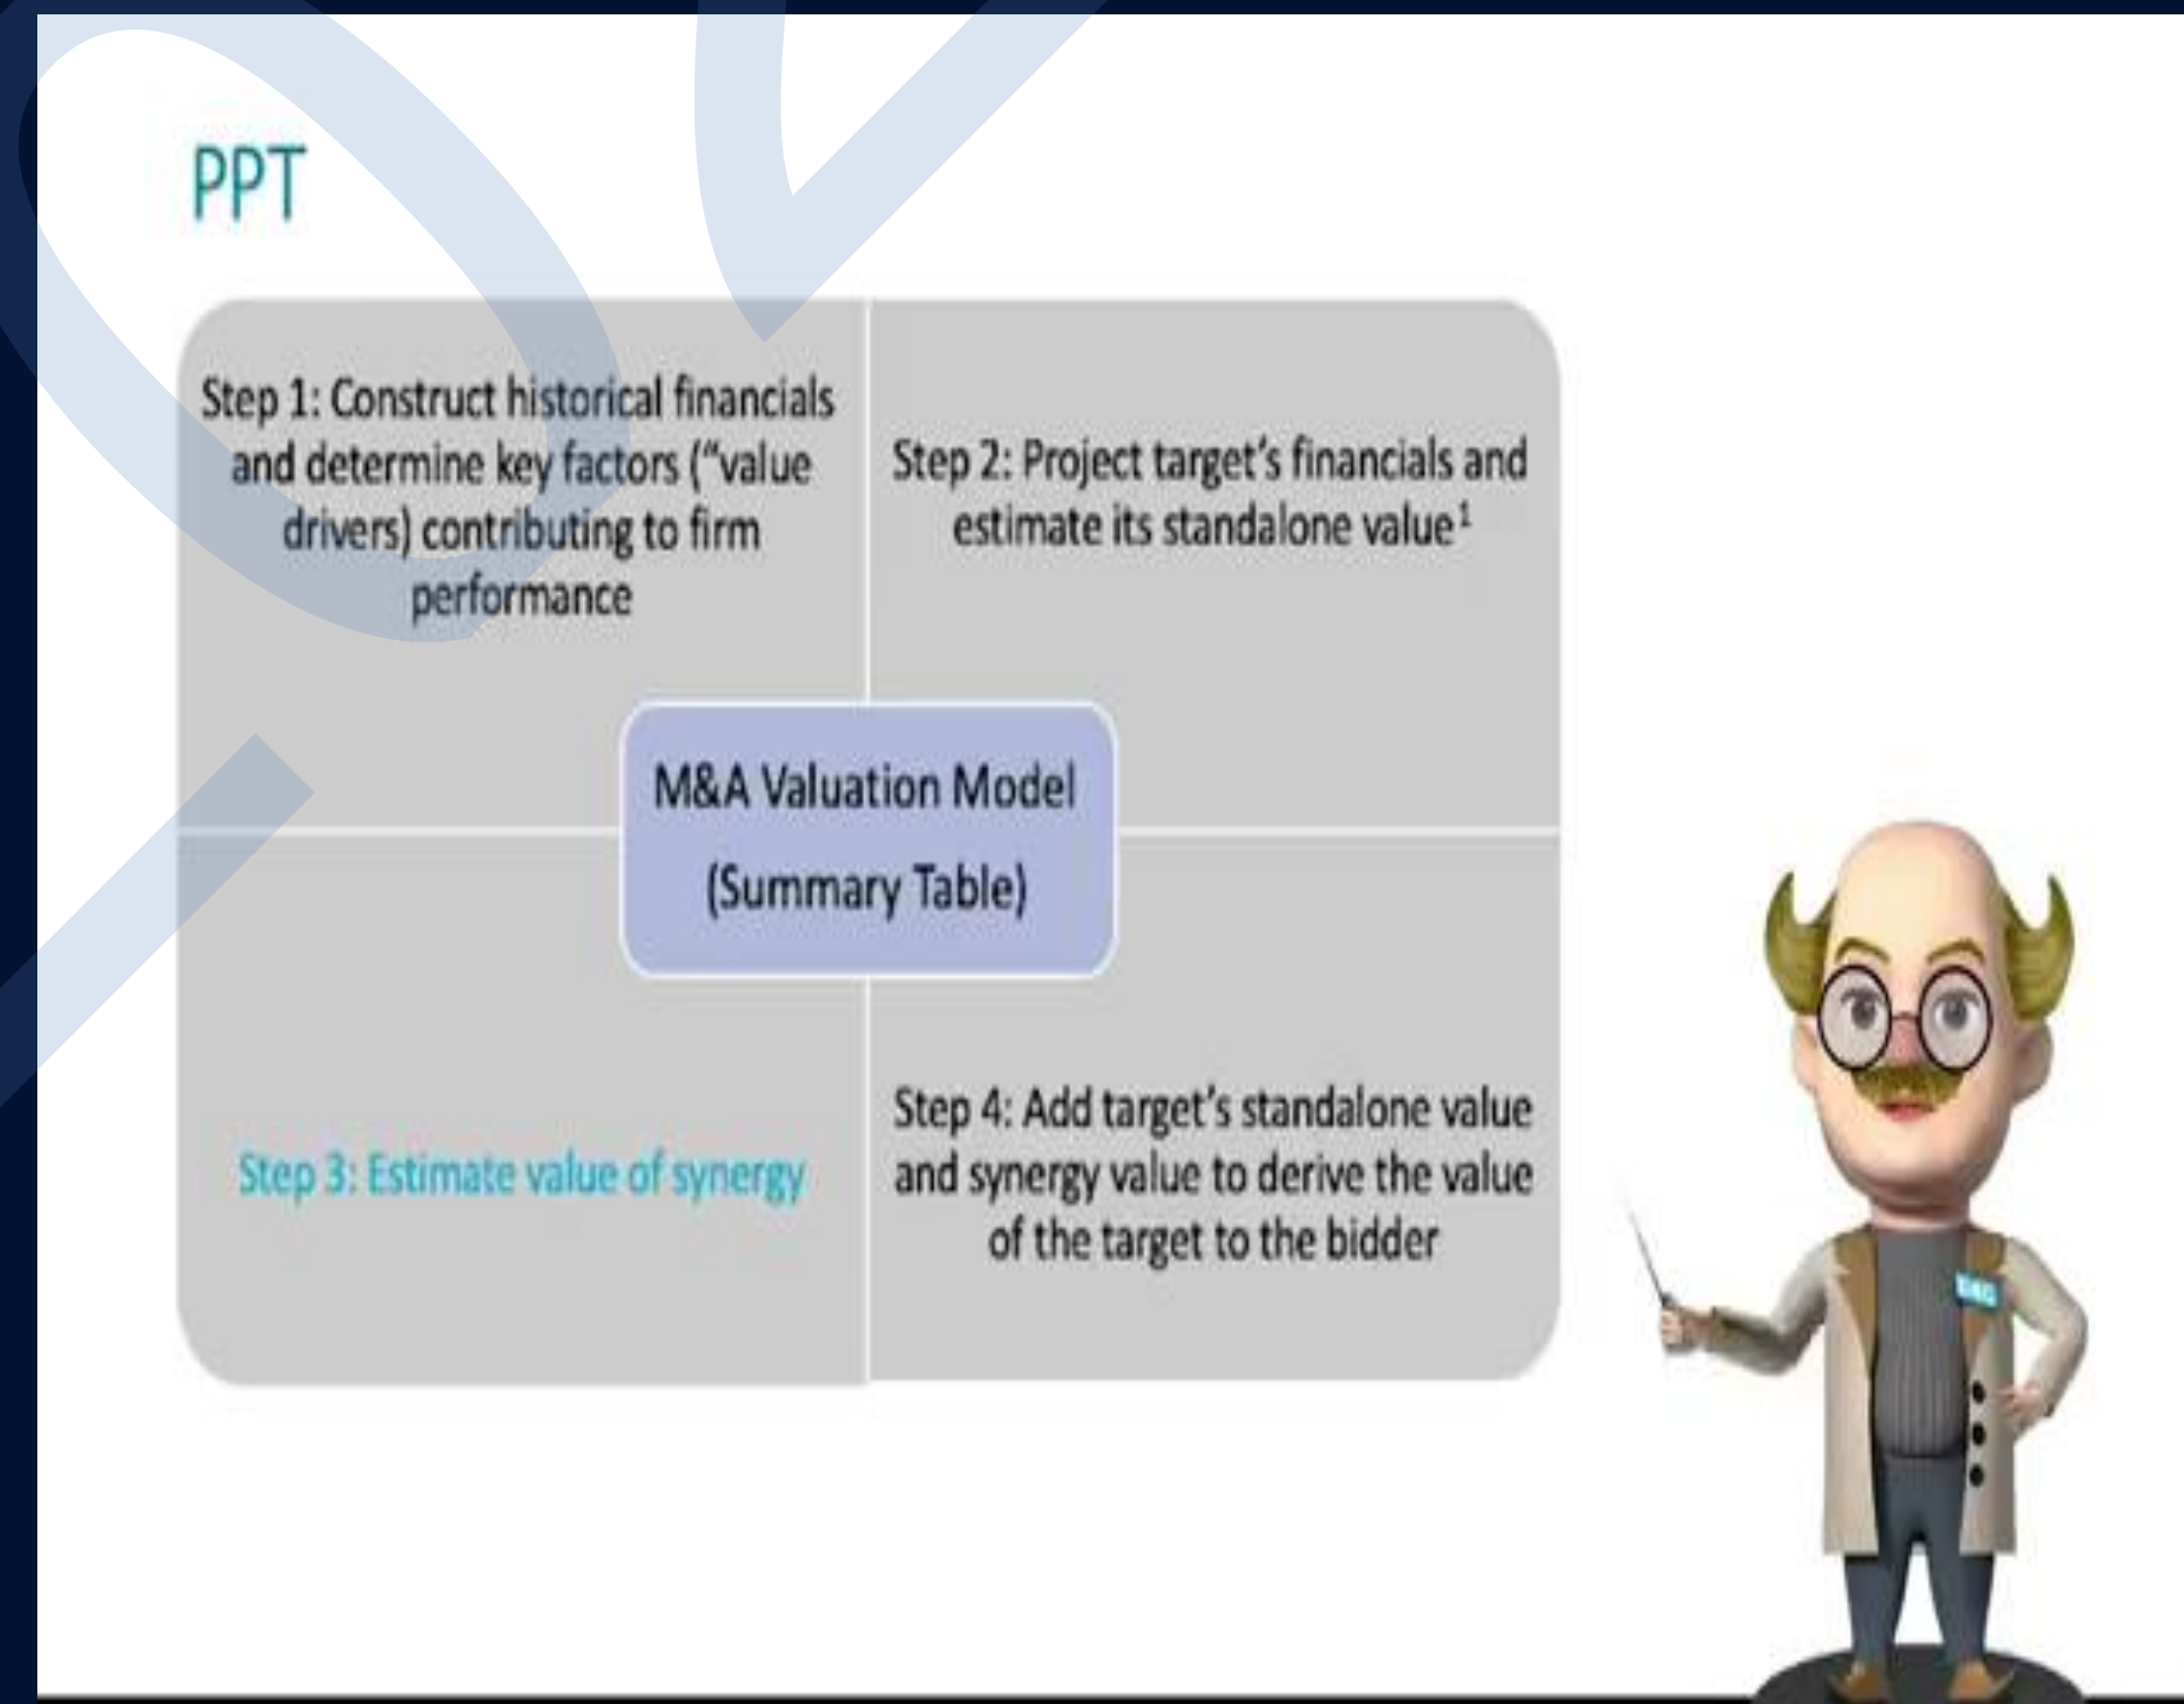 PPT
Step 1: Construct historical financials
and determine key factors (“value
drivers) contributing to firm
performance
Step 2: Project target’s financials and
estimate its standalone value¹
M&A Valuation Model
(Summary Table)
Step 3: Estimate value of synergy
Step 4: Add target’s standalone value
and synergy value to derive the value
of the target to the bidder